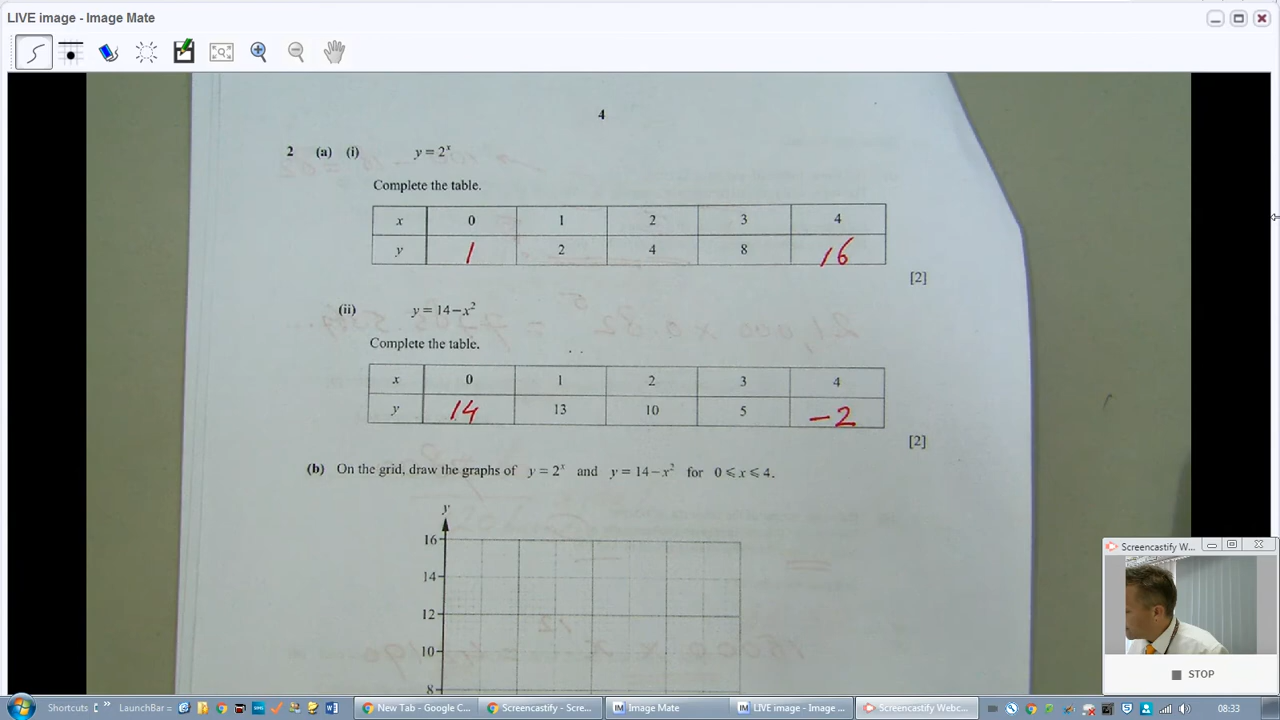 LIVE image - Image Mate
4
2 (a) (i) y = 2ˣ
Complete the table.
x 0 1 2 3 4
y 1 2 4 8 16
[2]
(ii) y = 14 – x²
Complete the table.
x 0 1 2 3 4
y 14 13 10 5 –2
[2]
(b) On the grid, draw the graphs of y = 2ˣ and y = 14 – x² for 0 ⩽ x ⩽ 4.
y
16
14
12
10
8
Screencastify W...
STOP
Shortcuts » LaunchBar » New Tab - Google C... Screencastify - Scre... Image Mate LIVE image - Image ... Screencastify Webc... 08:33